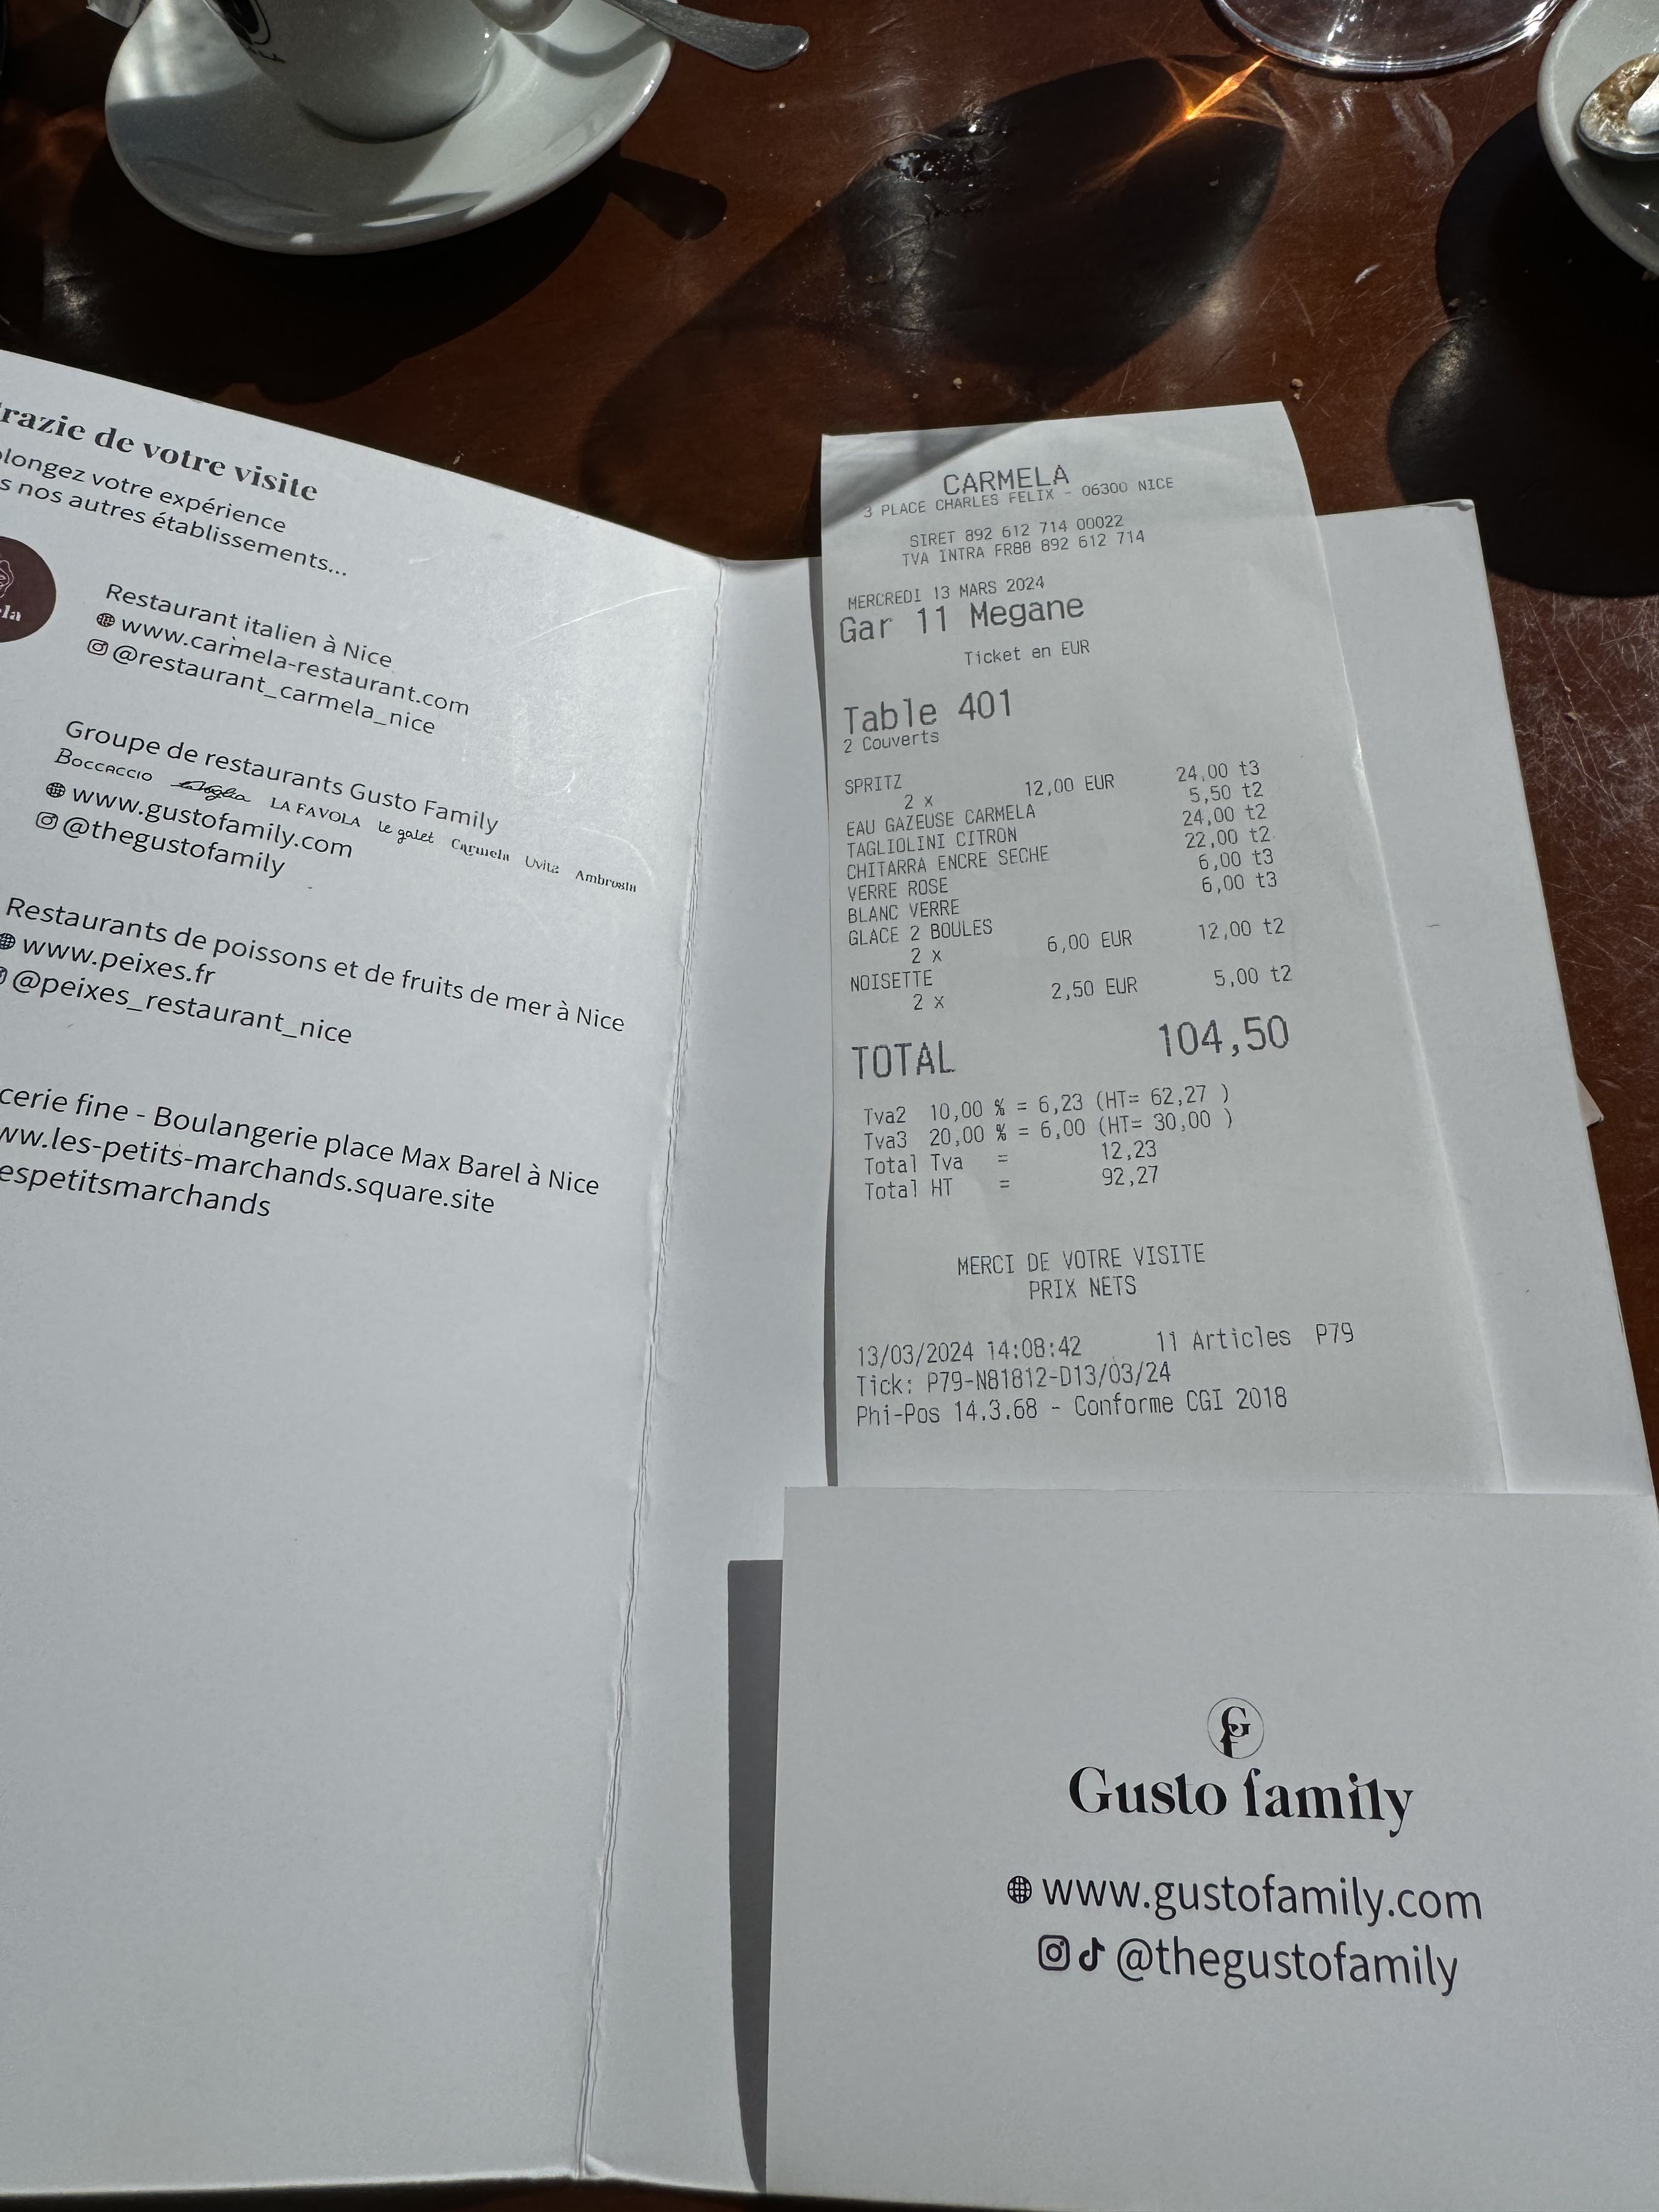 razie de votre visite
longez votre expérience
s nos autres établissements...
la
Restaurant italien à Nice
www.carmela-restaurant.com
@restaurant_carmela_nice
Groupe de restaurants Gusto Family
Boccaccio la Voglia LA FAVOLA le galet Carmela Uvita Ambrosia
www.gustofamily.com
@thegustofamily
Restaurants de poissons et de fruits de mer à Nice
www.peixes.fr
@peixes_restaurant_nice
cerie fine - Boulangerie place Max Barel à Nice
ww.les-petits-marchands.square.site
espetitsmarchands
CARMELA
3 PLACE CHARLES FELIX - 06300 NICE
SIRET 892 612 714 00022
TVA INTRA FR88 892 612 714
MERCREDI 13 MARS 2024
Gar 11 Megane
Ticket en EUR
Table 401
2 Couverts
SPRITZ
2 x 12,00 EUR 24,00 t3
EAU GAZEUSE CARMELA 5,50 t2
TAGLIOLINI CITRON 24,00 t2
CHITARRA ENCRE SECHE 22,00 t2
VERRE ROSE 6,00 t3
BLANC VERRE 6,00 t3
GLACE 2 BOULES
2 x 6,00 EUR 12,00 t2
NOISETTE
2 x 2,50 EUR 5,00 t2
TOTAL 104,50
Tva2 10,00 % = 6,23 (HT= 62,27 )
Tva3 20,00 % = 6,00 (HT= 30,00 )
Total Tva = 12,23
Total HT = 92,27
MERCI DE VOTRE VISITE
PRIX NETS
13/03/2024 14:08:42 11 Articles P79
Tick: P79-N81812-D13/03/24
Phi-Pos 14.3.68 - Conforme CGI 2018
GF
Gusto family
www.gustofamily.com
@thegustofamily